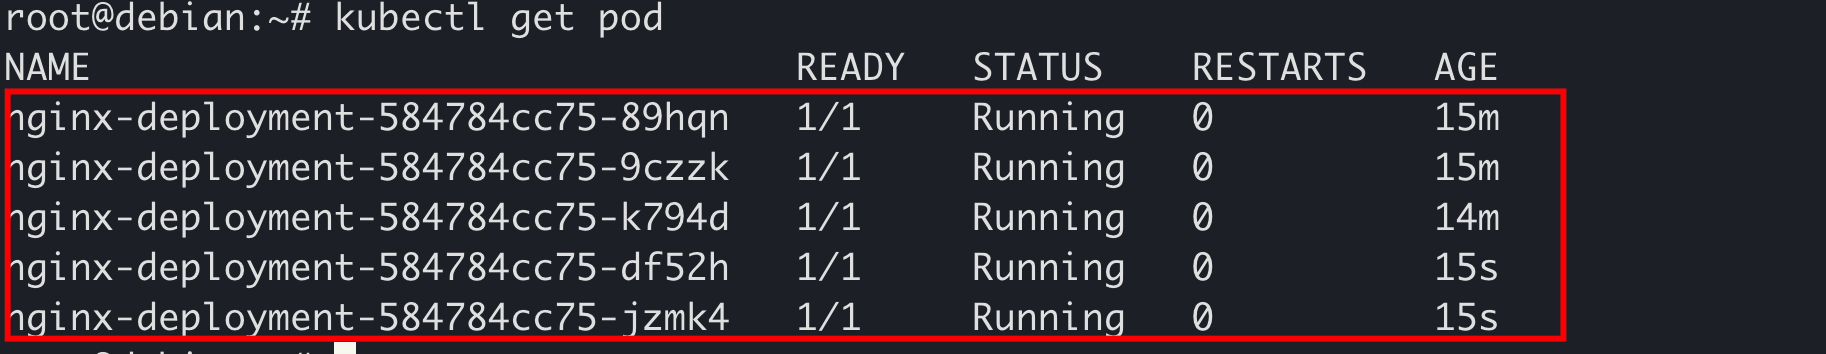 root@debian:~# kubectl get pod
NAME READY STATUS RESTARTS AGE
nginx-deployment-584784cc75-89hqn 1/1 Running 0 15m
nginx-deployment-584784cc75-9czzk 1/1 Running 0 15m
nginx-deployment-584784cc75-k794d 1/1 Running 0 14m
nginx-deployment-584784cc75-df52h 1/1 Running 0 15s
nginx-deployment-584784cc75-jzmk4 1/1 Running 0 15s